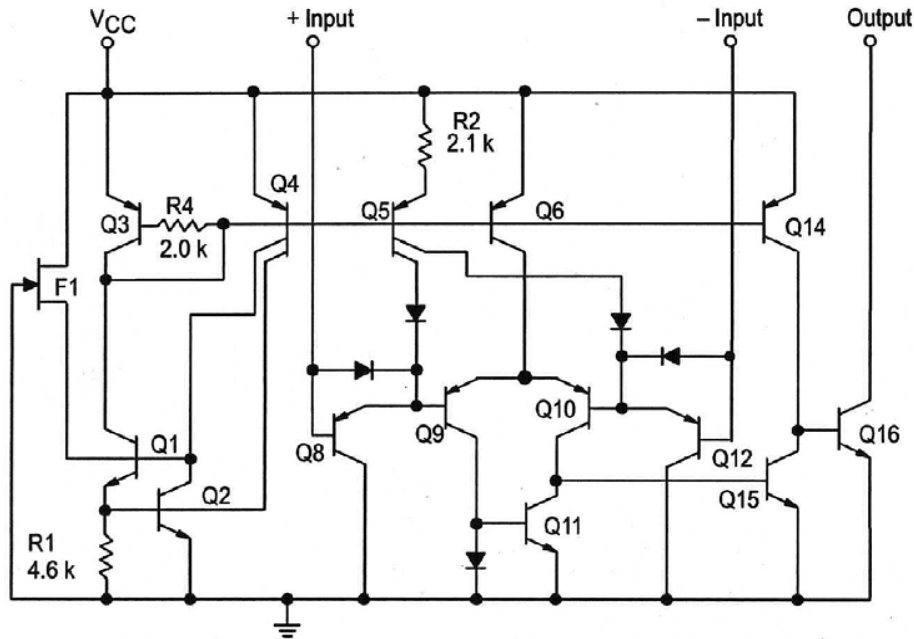 VCC
+ Input
– Input
Output
R2
2.1 k
Q4
Q3
R4
2.0 k
Q5
Q6
Q14
F1
Q1
Q8
Q9
Q10
Q12
Q16
Q2
Q15
Q11
R1
4.6 k